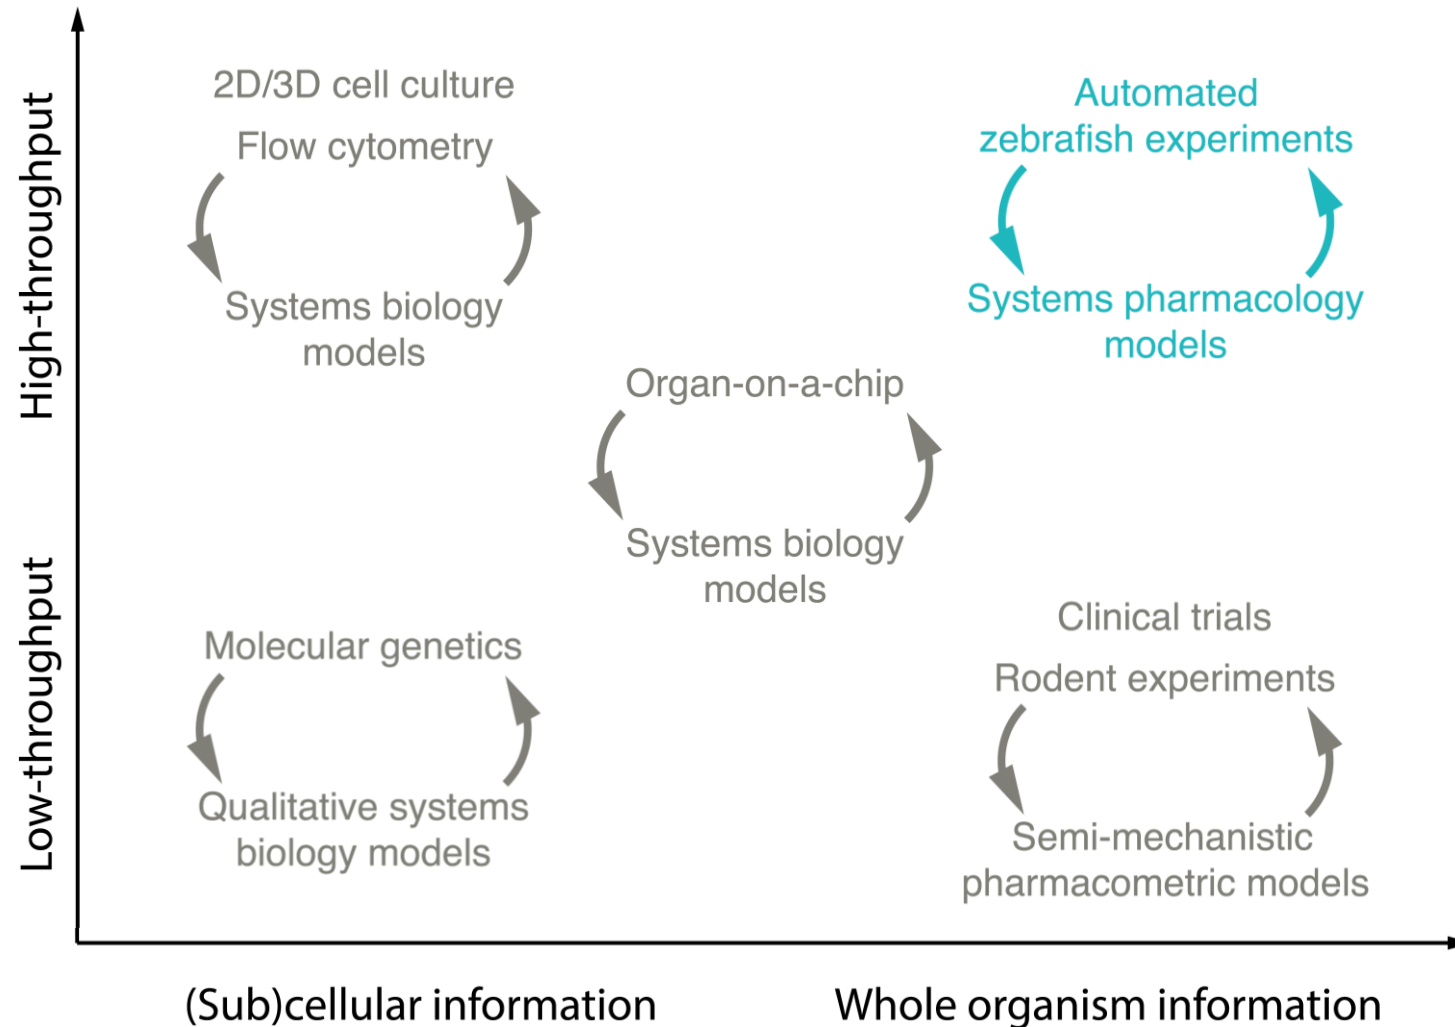 High-throughput
Low-throughput
2D/3D cell culture
Flow cytometry
Systems biology
models
Automated
zebrafish experiments
Systems pharmacology
models
Organ-on-a-chip
Systems biology
models
Molecular genetics
Qualitative systems
biology models
Clinical trials
Rodent experiments
Semi-mechanistic
pharmacometric models
(Sub)cellular information
Whole organism information